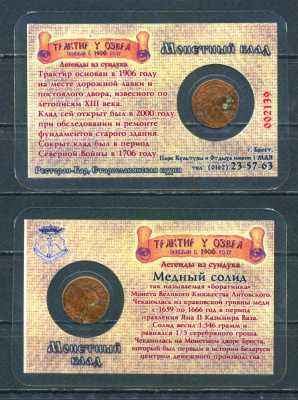 Трактир У Озера
основан в 1906 году
Монетный клад
Легенды из сундука
Трактир основан в 1906 году
на месте дорожной лавки и
постоялого двора, извесного по
летописям XIII века.
Клад сей открыт был в 2000 году
при обследовании и ремонте
фундаментов старого здания.
Сокрыт клад был в период
Северной Войны в 1706 году.
002139
г. Брест,
Парк Культуры и Отдыха имени 1 МАЯ
тел. (0162) 23-57-63
Ресторан-Бар, Старославянская кухня
Трактир У Озера
основан в 1906 году
Легенды из сундука
Медный солид
так называемая «боратинка»
Монета Великого Княжества Литовского.
Чеканилась из краковской гривны меди
с 1659 по 1666 год в период
правления Яна II Казимира Ваза.
Солид весил 1,346 грамм и
равнялся 1/3 серебряного гроша.
Чеканилась на Монетном дворе Бреста,
который был первым в истории Беларуси
центром денежного производства.
Монетный
клад